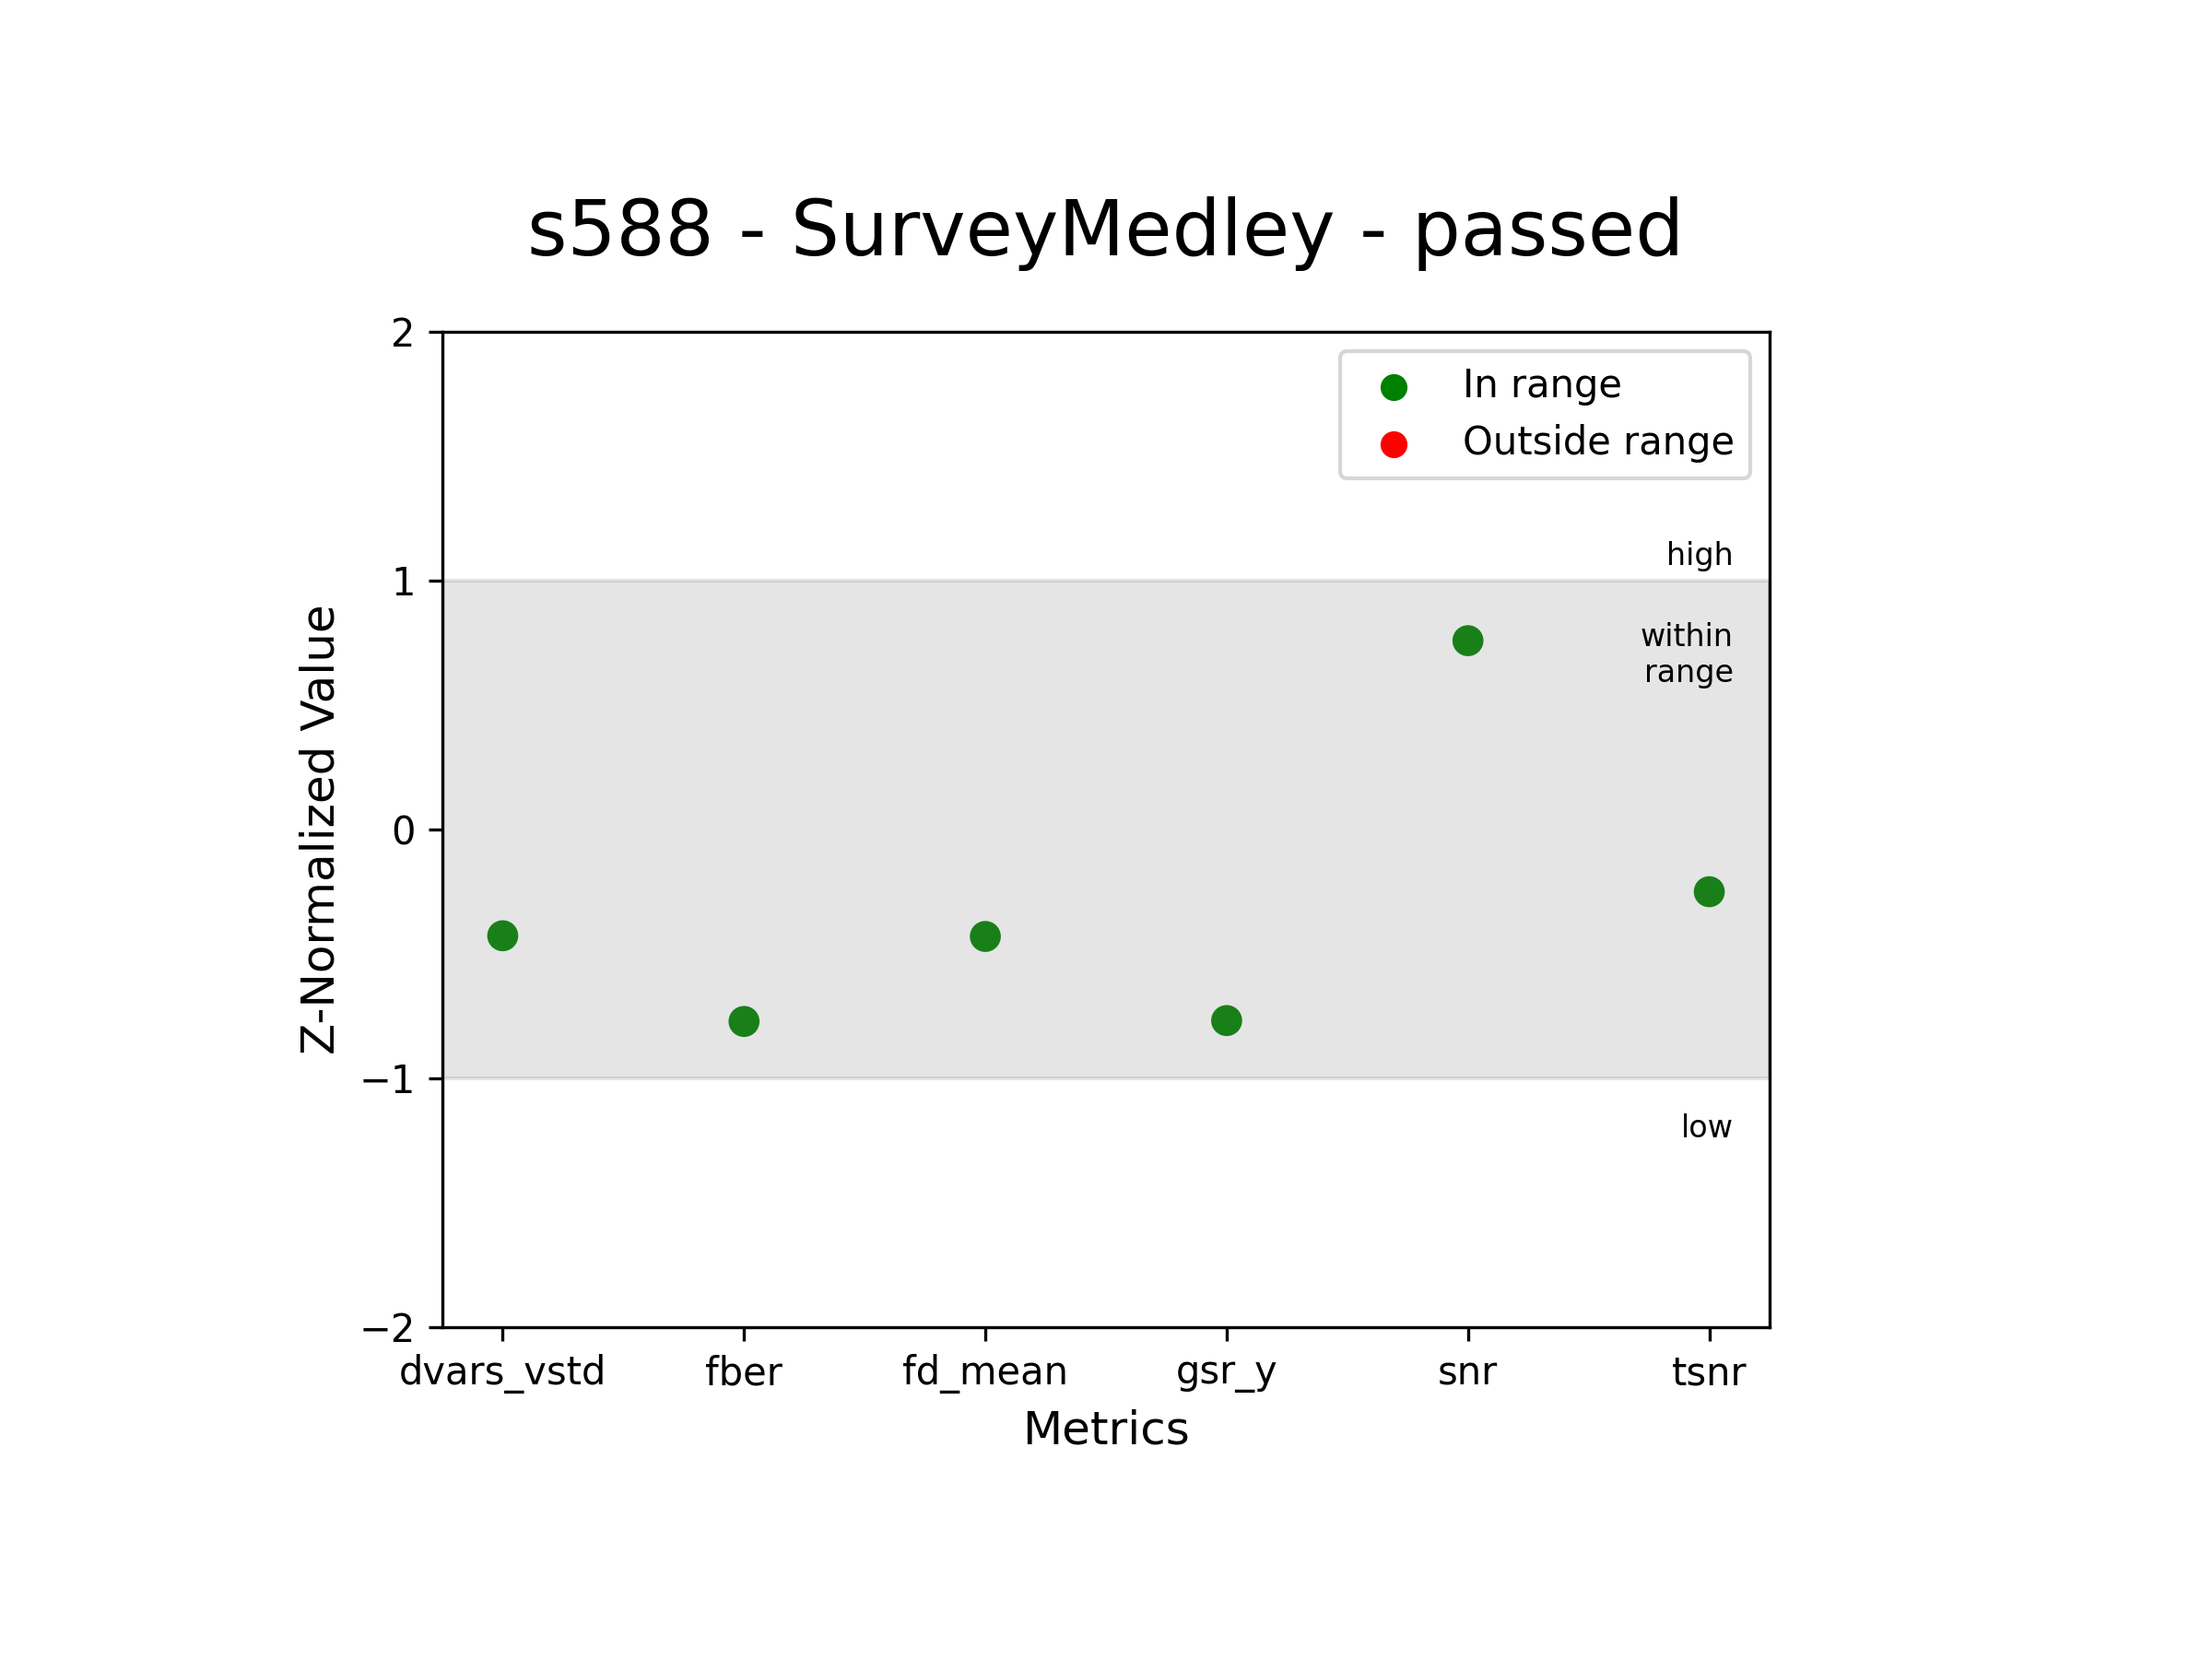 s588 - SurveyMedley - passed
2
In range
Outside range
high
1
within
range
Z-Normalized Value
0
−1
low
−2
dvars_vstd fber fd_mean gsr_y snr tsnr
Metrics